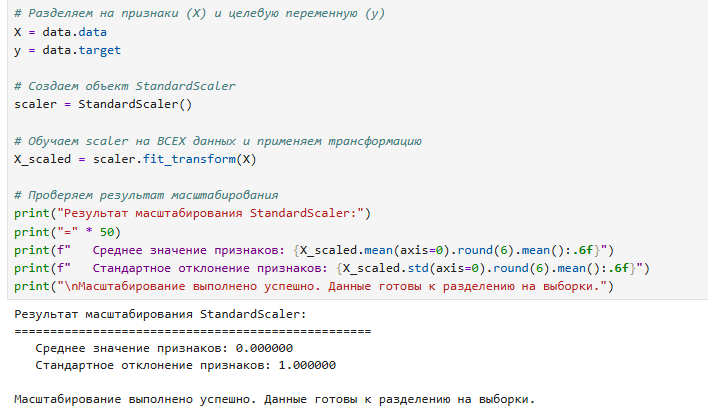 # Разделяем на признаки (X) и целевую переменную (y)
X = data.data
y = data.target
# Создаем объект StandardScaler
scaler = StandardScaler()
# Обучаем scaler на ВСЕХ данных и применяем трансформацию
X_scaled = scaler.fit_transform(X)
# Проверяем результат масштабирования
print("Результат масштабирования StandardScaler:")
print("=" * 50)
print(f"   Среднее значение признаков: {X_scaled.mean(axis=0).round(6).mean():.6f}")
print(f"   Стандартное отклонение признаков: {X_scaled.std(axis=0).round(6).mean():.6f}")
print("\nМасштабирование выполнено успешно. Данные готовы к разделению на выборки.")
Результат масштабирования StandardScaler:
==================================================
   Среднее значение признаков: 0.000000
   Стандартное отклонение признаков: 1.000000
Масштабирование выполнено успешно. Данные готовы к разделению на выборки.